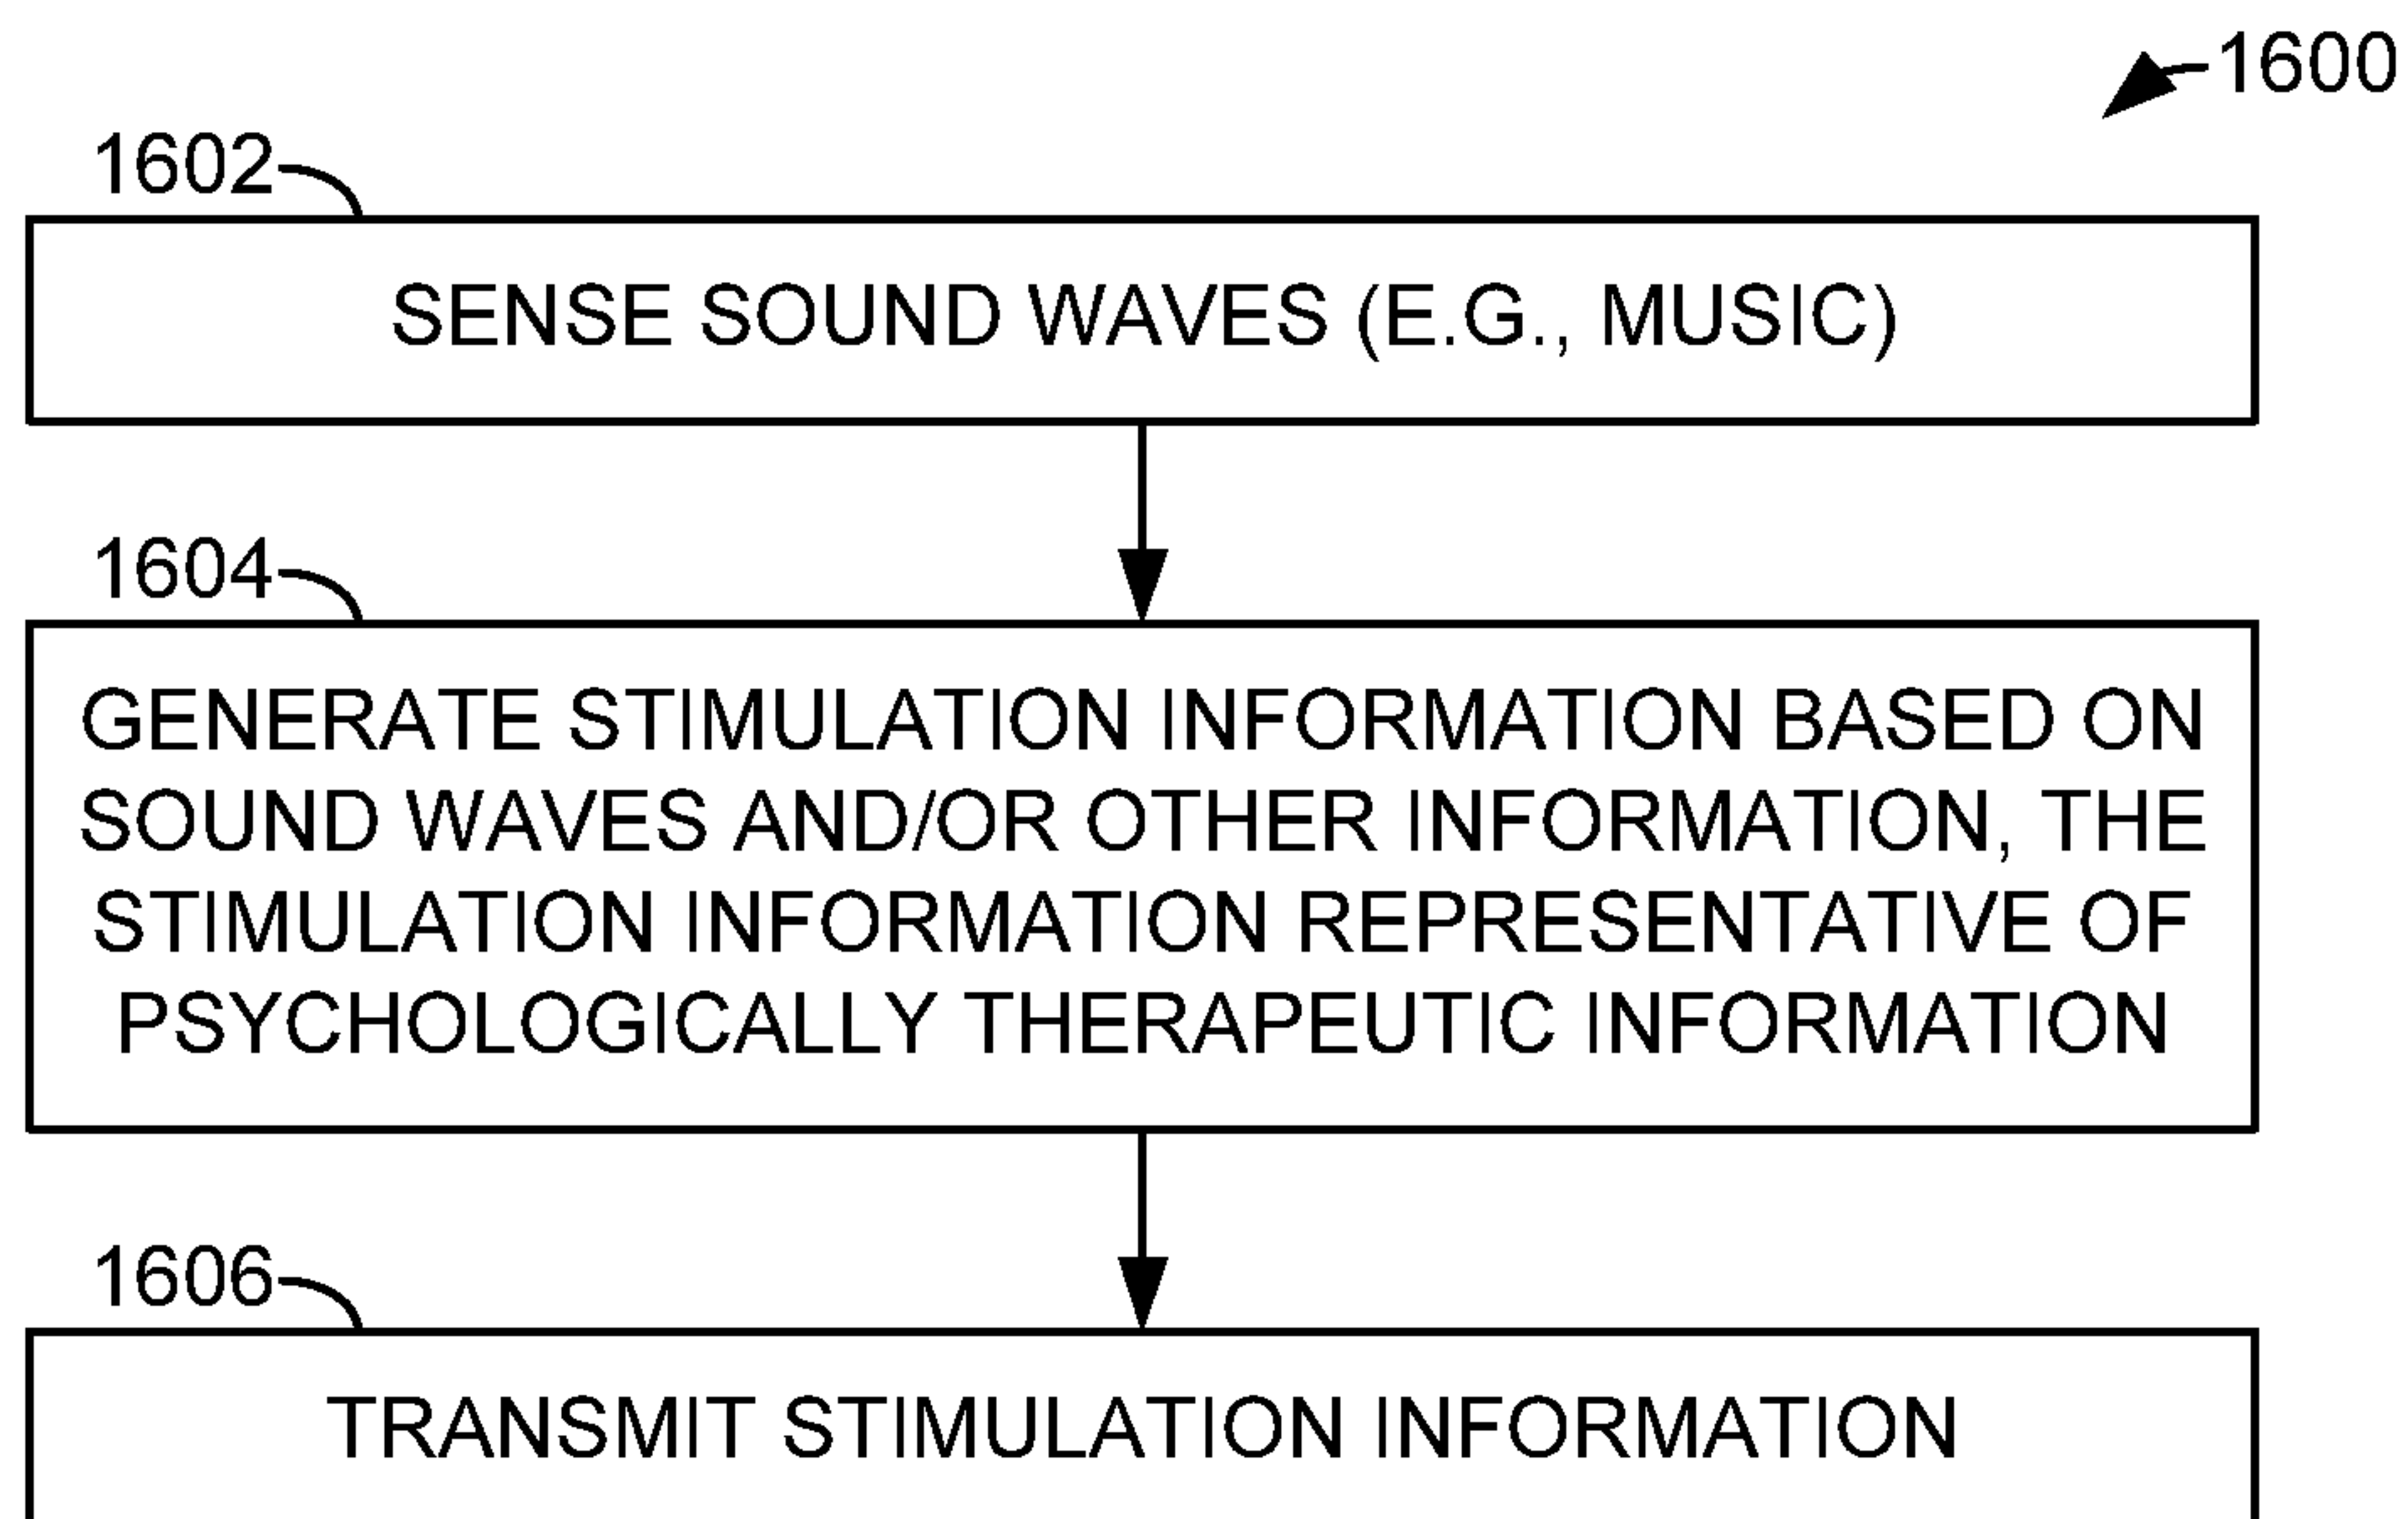 1600
1602
SENSE SOUND WAVES (E.G., MUSIC)
1604
GENERATE STIMULATION INFORMATION BASED ON
SOUND WAVES AND/OR OTHER INFORMATION, THE
STIMULATION INFORMATION REPRESENTATIVE OF
PSYCHOLOGICALLY THERAPEUTIC INFORMATION
1606
TRANSMIT STIMULATION INFORMATION